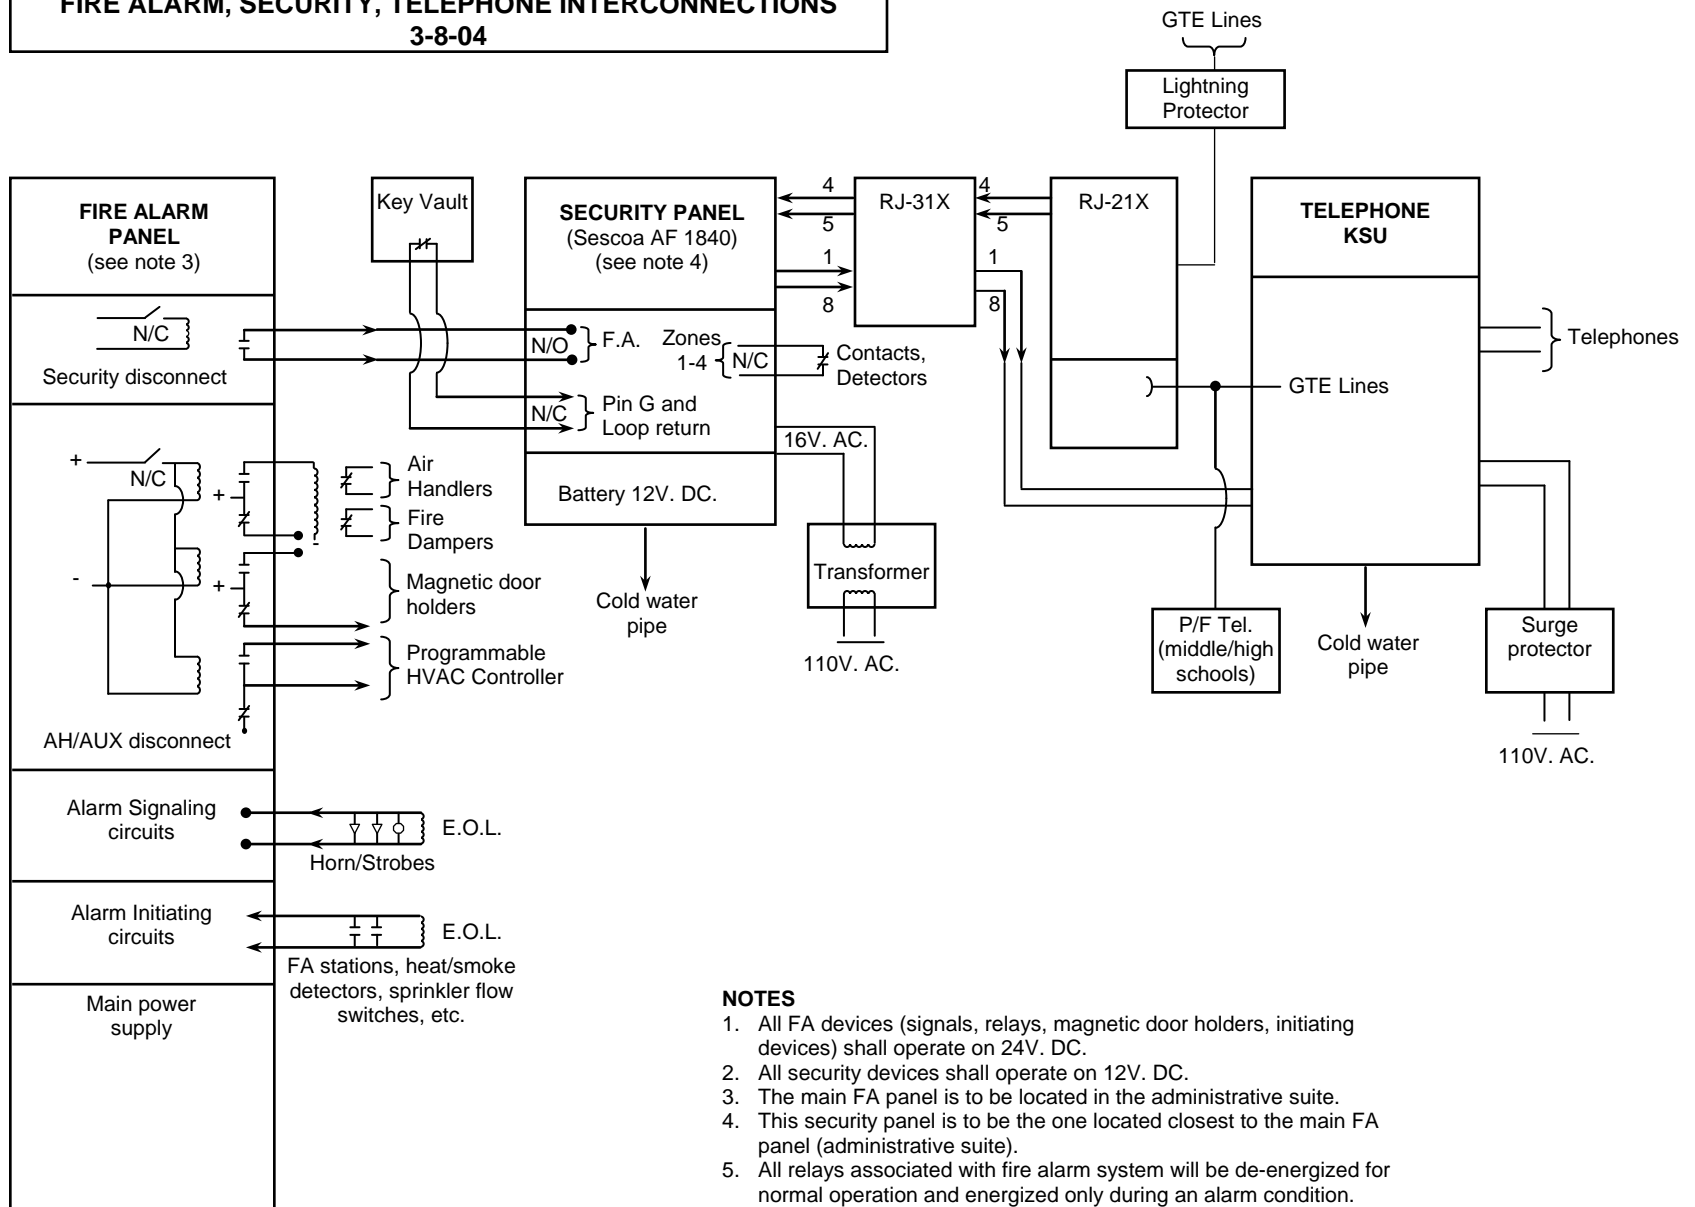 FIRE ALARM, SECURITY, TELEPHONE INTERCONNECTIONS
3-8-04
GTE Lines
Lightning
Protector
FIRE ALARM
PANEL
(see note 3)
N/C
Security disconnect
+
N/C
-
+
+
-
AH/AUX disconnect
Alarm Signaling
circuits
Alarm Initiating
circuits
Main power
supply
Key Vault
Air
Handlers
Fire
Dampers
Magnetic door
holders
Programmable
HVAC Controller
E.O.L.
Horn/Strobes
E.O.L.
FA stations, heat/smoke
detectors, sprinkler flow
switches, etc.
SECURITY PANEL
(Sescoa AF 1840)
(see note 4)
N/O
F.A.
Zones
1-4
N/C
Contacts,
Detectors
N/C
Pin G and
Loop return
Battery 12V. DC.
Cold water
pipe
16V. AC.
Transformer
110V. AC.
4
5
1
8
RJ-31X
4
5
1
8
RJ-21X
GTE Lines
P/F Tel.
(middle/high
schools)
TELEPHONE
KSU
Telephones
Cold water
pipe
Surge
protector
110V. AC.
NOTES
1. All FA devices (signals, relays, magnetic door holders, initiating
devices) shall operate on 24V. DC.
2. All security devices shall operate on 12V. DC.
3. The main FA panel is to be located in the administrative suite.
4. This security panel is to be the one located closest to the main FA
panel (administrative suite).
5. All relays associated with fire alarm system will be de-energized for
normal operation and energized only during an alarm condition.